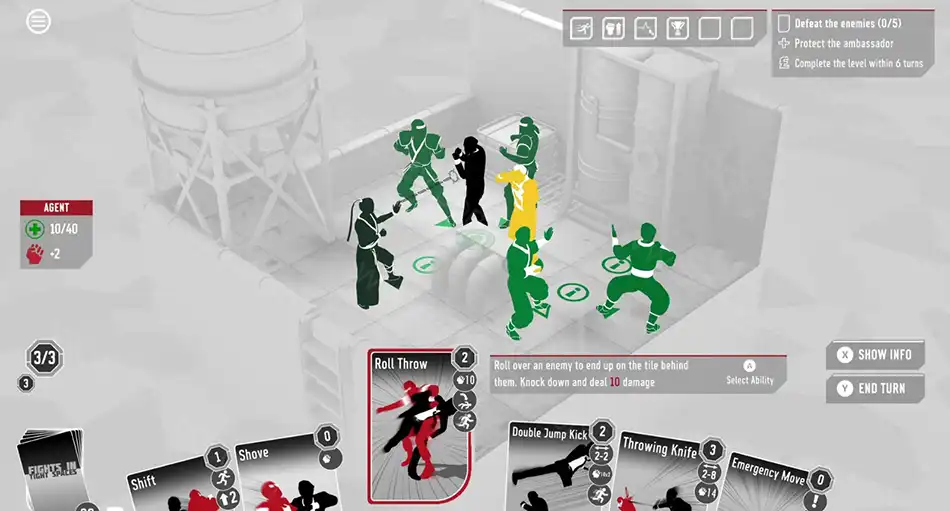 Defeat the enemies (0/5)
Protect the ambassador
Complete the level within 6 turns
AGENT
10/40
+2
3/3
3
Roll Throw
2
10
Roll over an enemy to end up on the tile behind
them. Knock down and deal 10 damage
A
Select Ability
X SHOW INFO
Y END TURN
FIGHTS IN
TIGHT SPACES
Shift
1
2
Shove
0
Double Jump Kick
2
2-2
10x2
Throwing Knife
3
2-8
14
Emergency Move
0
!